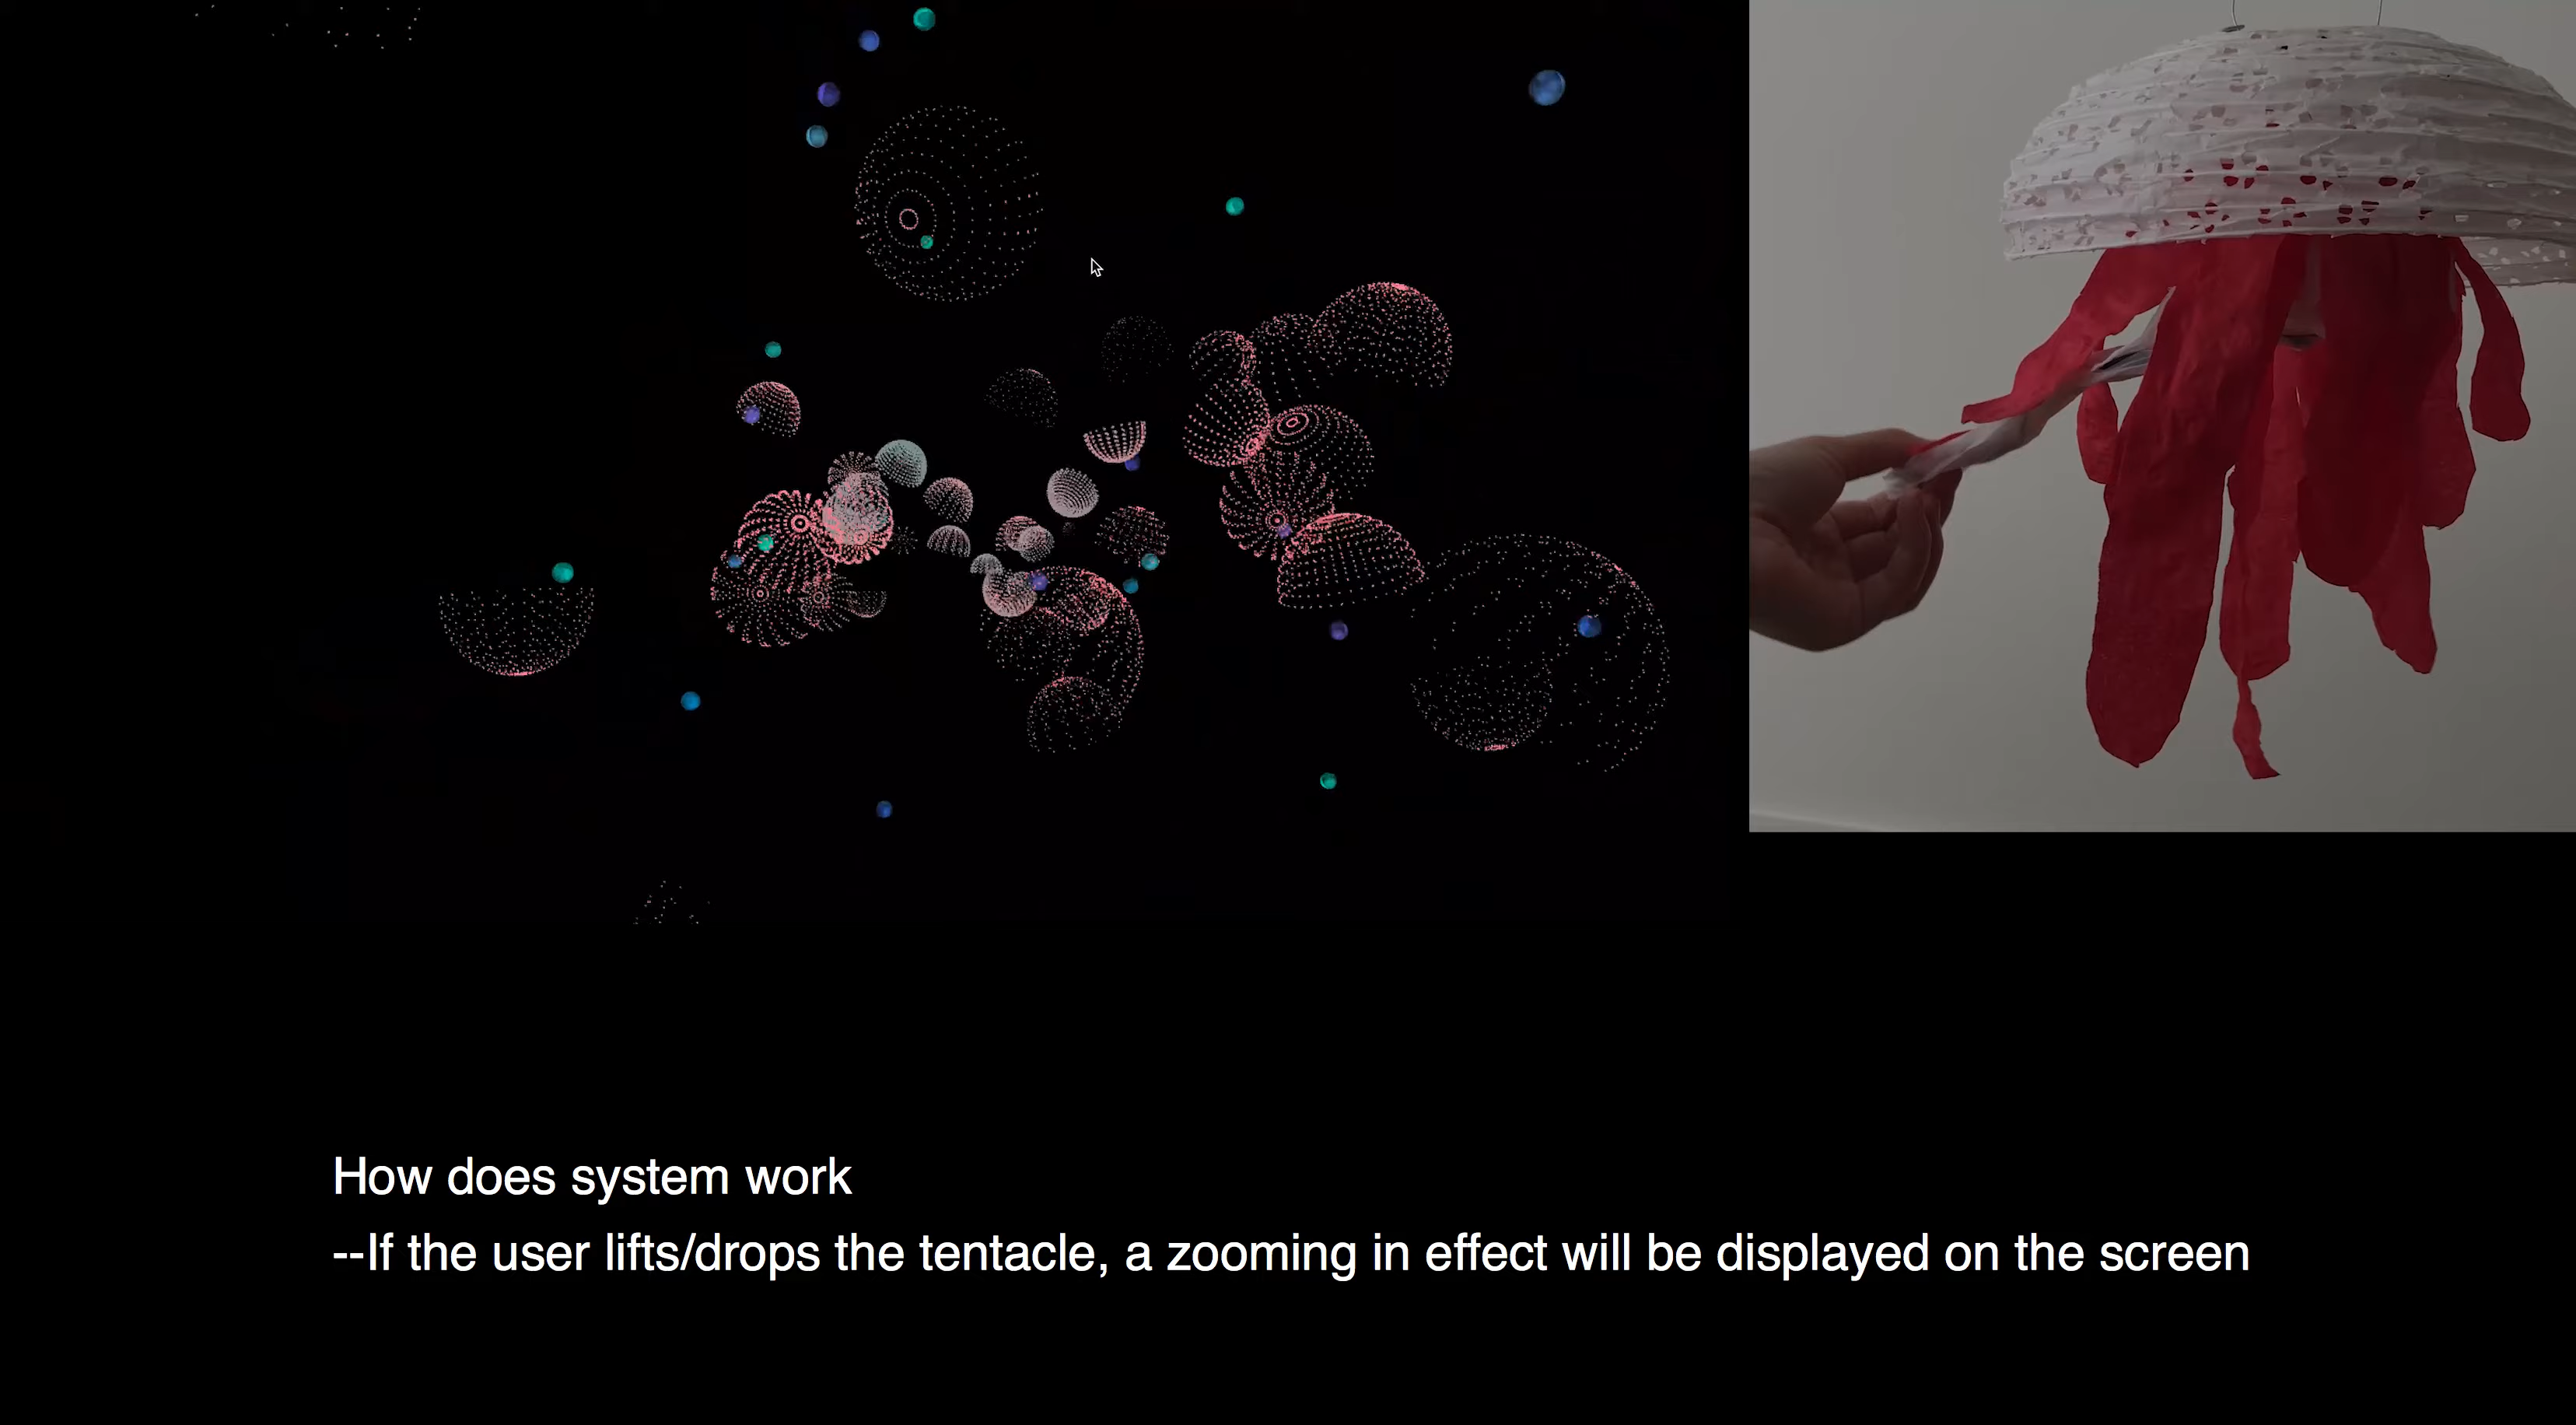 How does system work
--If the user lifts/drops the tentacle, a zooming in effect will be displayed on the screen